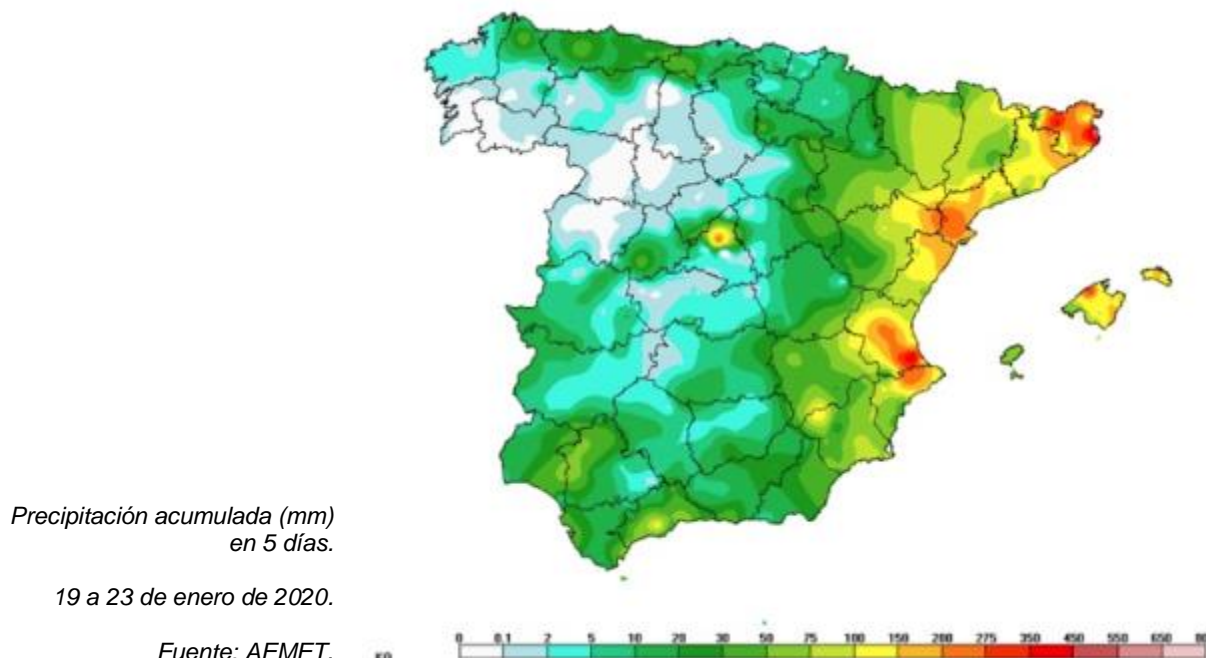 Precipitación acumulada (mm)
en 5 días.
19 a 23 de enero de 2020.
Fuente: AEMET.
0 0.1 2 5 10 20 30 50 75 100 150 200 275 350 450 550 650